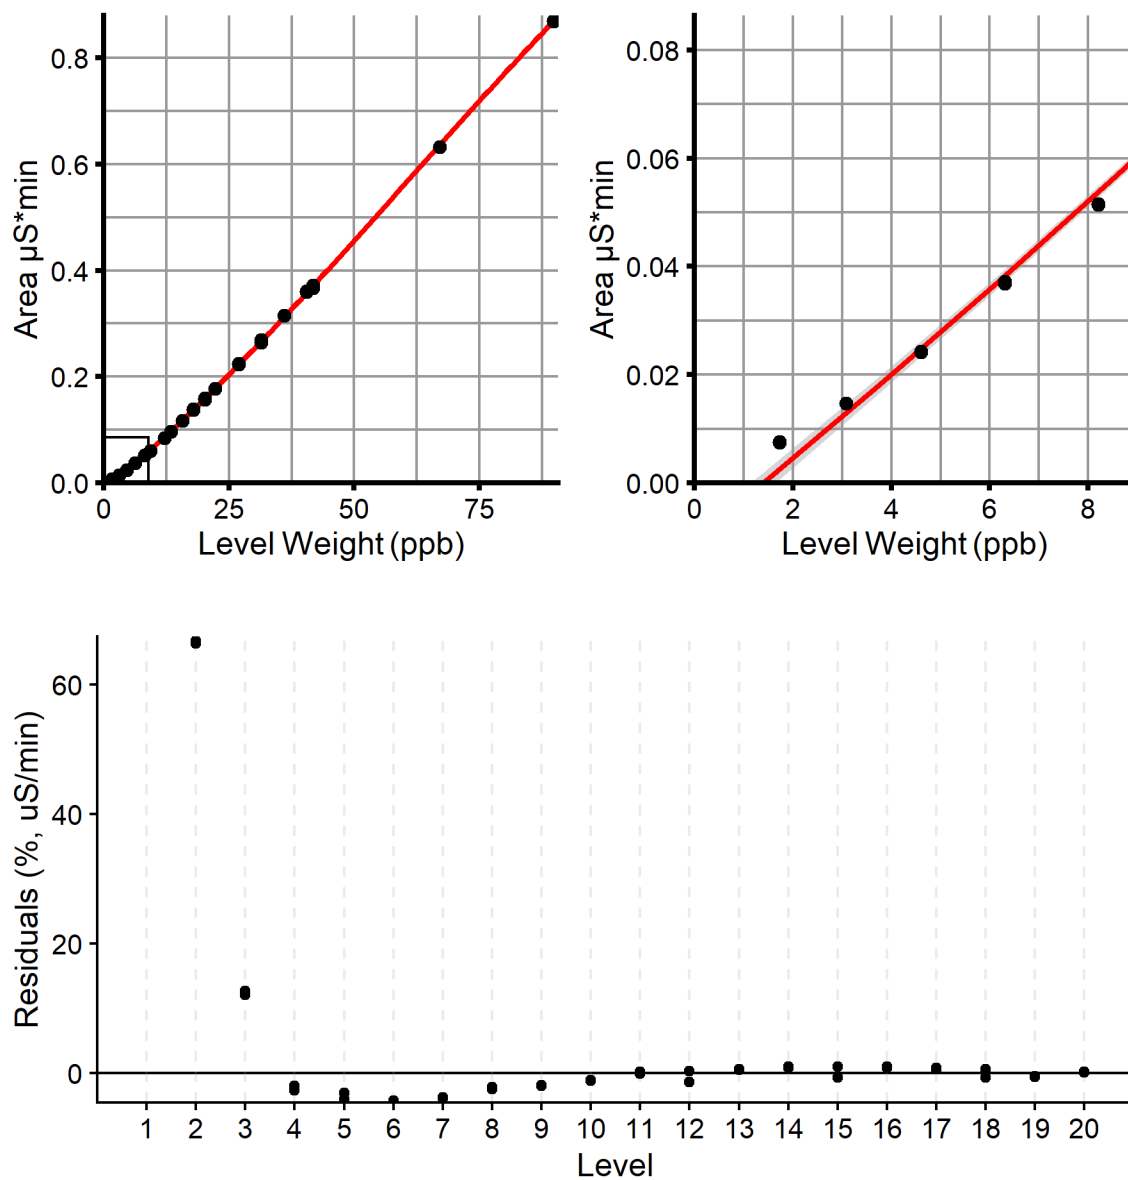 Area µS*min
0.8
0.6
0.4
0.2
0.0
0 25 50 75
Level Weight (ppb)
Area µS*min
0.08
0.06
0.04
0.02
0.00
0 2 4 6 8
Level Weight (ppb)
Residuals (%, uS/min)
60
40
20
0
1 2 3 4 5 6 7 8 9 10 11 12 13 14 15 16 17 18 19 20
Level